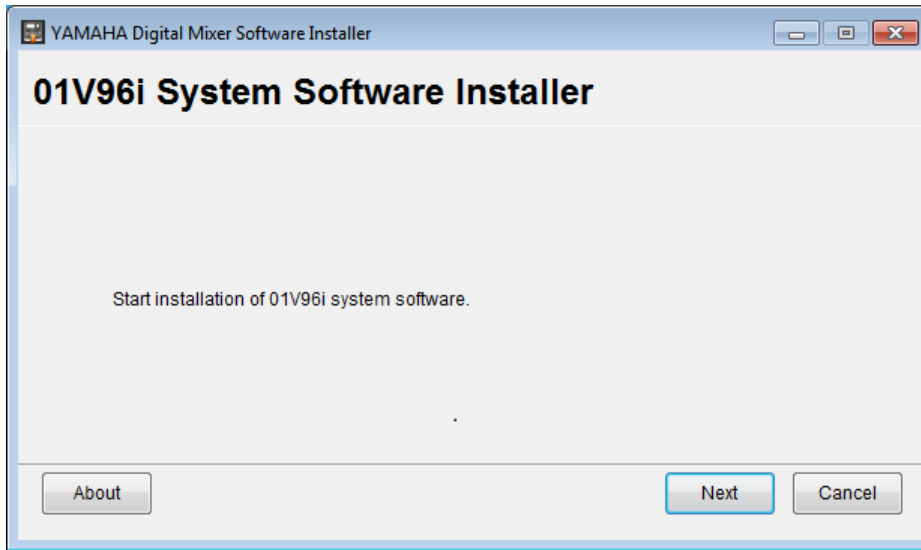 YAMAHA Digital Mixer Software Installer
01V96i System Software Installer
Start installation of 01V96i system software.
.
About
Next
Cancel